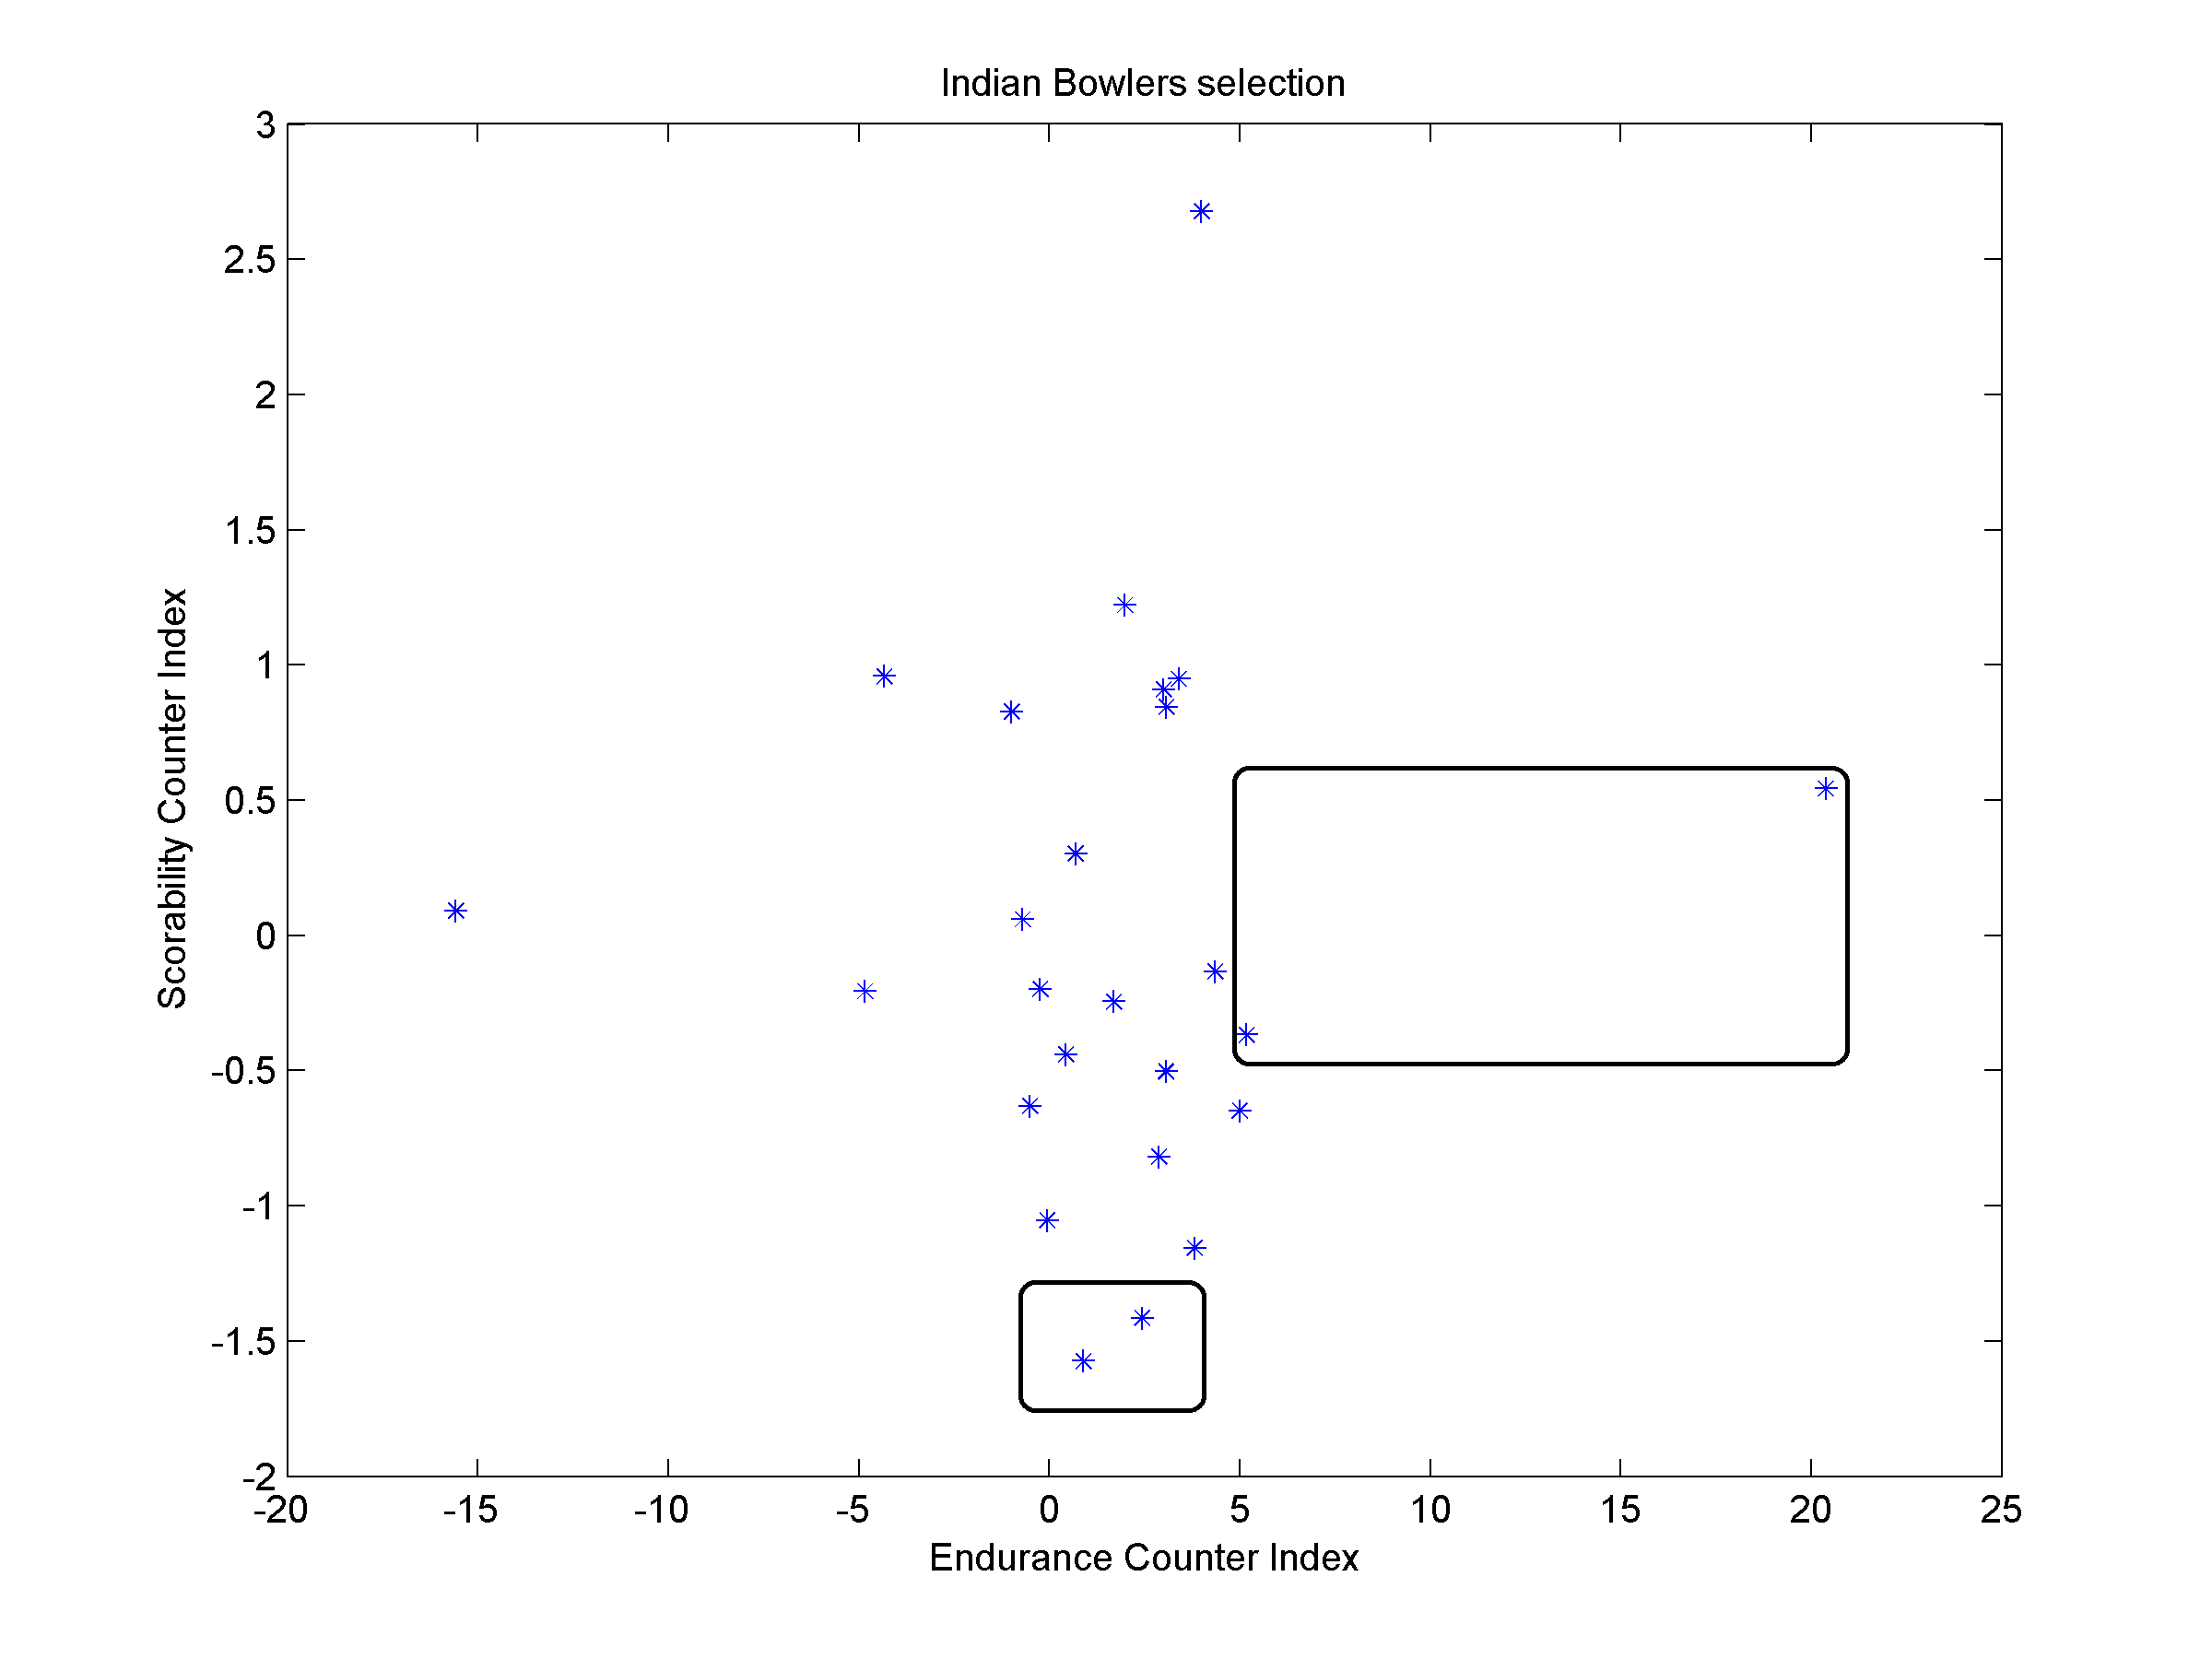 Indian Bowlers selection
3
2.5
2
1.5
1
0.5
0
-0.5
-1
-1.5
-2
Scorability Counter Index
-20 -15 -10 -5 0 5 10 15 20 25
Endurance Counter Index